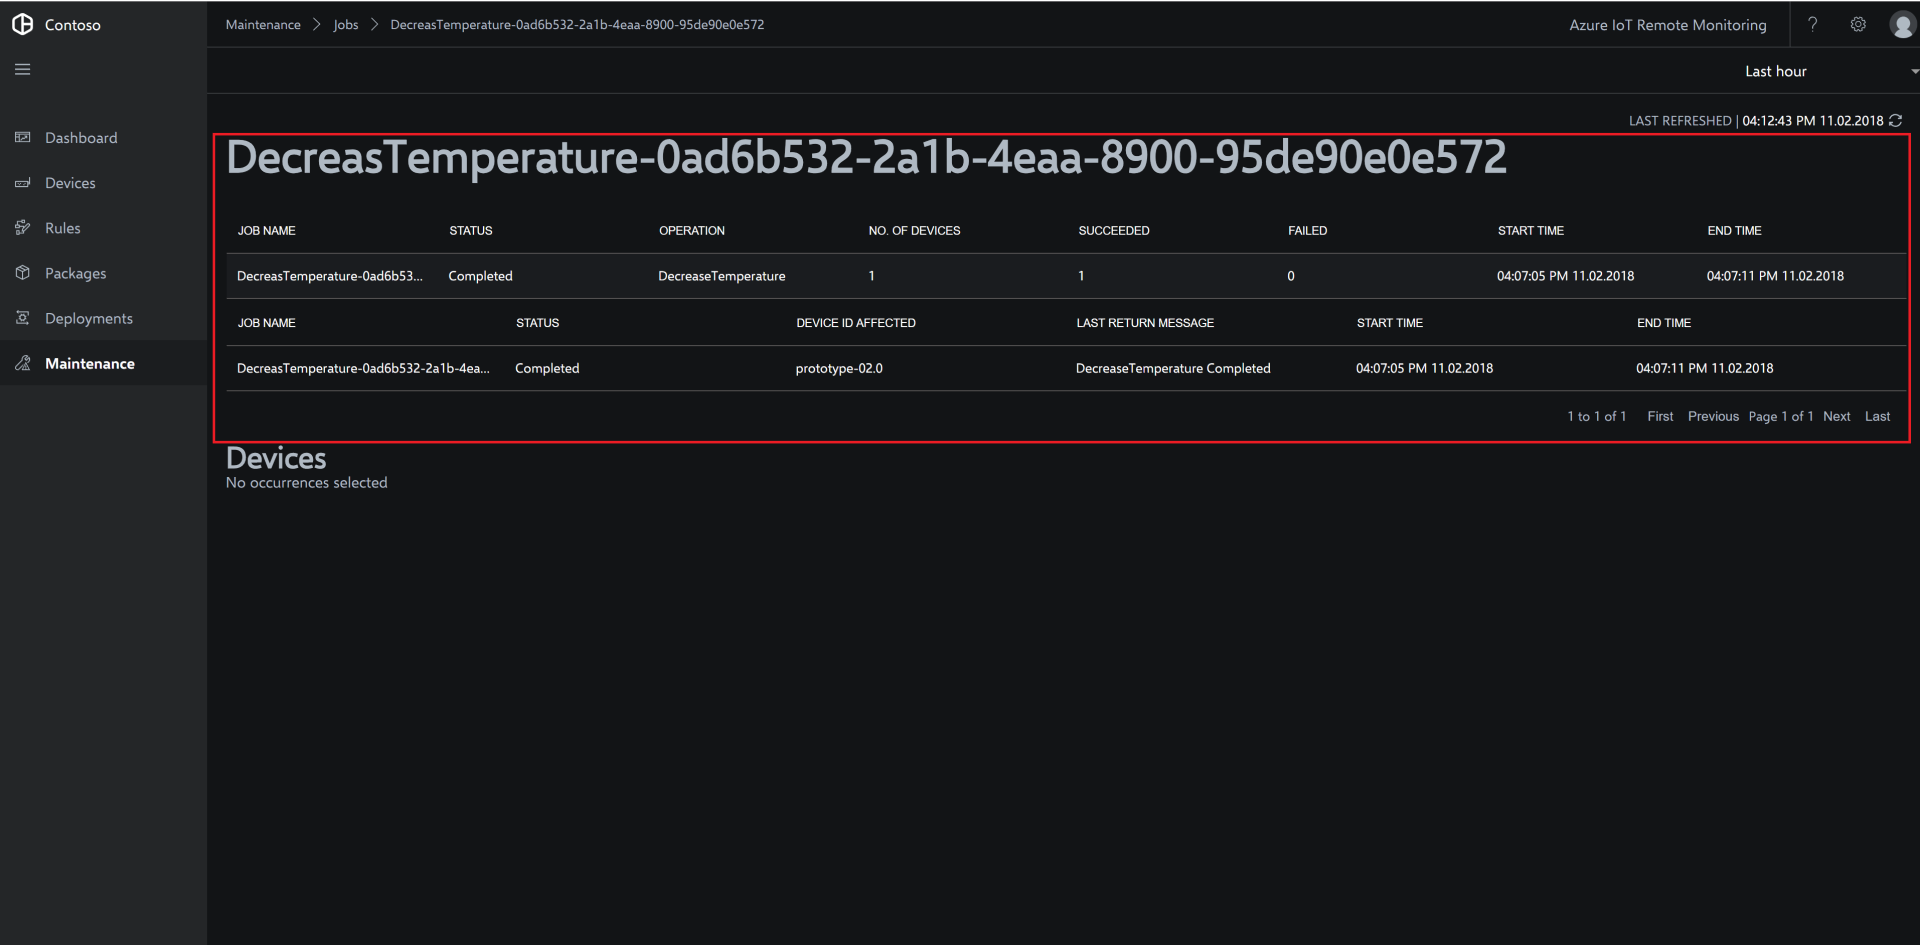 Contoso
Maintenance > Jobs > DecreasTemperature-0ad6b532-2a1b-4eaa-8900-95de90e0e572
Azure IoT Remote Monitoring ?
Last hour
LAST REFRESHED | 04:12:43 PM 11.02.2018
Dashboard
Devices
Rules
Packages
Deployments
Maintenance
DecreasTemperature-0ad6b532-2a1b-4eaa-8900-95de90e0e572
JOB NAME STATUS OPERATION NO. OF DEVICES SUCCEEDED FAILED START TIME END TIME
DecreasTemperature-0ad6b53... Completed DecreaseTemperature 1 1 0 04:07:05 PM 11.02.2018 04:07:11 PM 11.02.2018
JOB NAME STATUS DEVICE ID AFFECTED LAST RETURN MESSAGE START TIME END TIME
DecreasTemperature-0ad6b532-2a1b-4ea... Completed prototype-02.0 DecreaseTemperature Completed 04:07:05 PM 11.02.2018 04:07:11 PM 11.02.2018
1 to 1 of 1 First Previous Page 1 of 1 Next Last
Devices
No occurrences selected